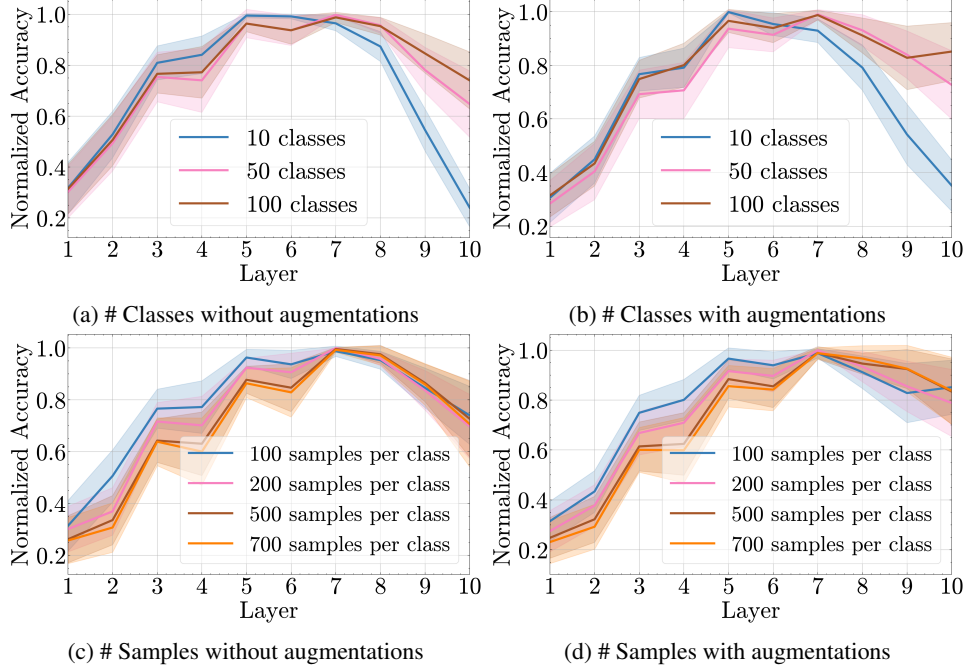 Normalized Accuracy
1.0
0.8
0.6
0.4
0.2
10 classes
50 classes
100 classes
1 2 3 4 5 6 7 8 9 10
Layer
(a) # Classes without augmentations
Normalized Accuracy
1.0
0.8
0.6
0.4
0.2
10 classes
50 classes
100 classes
1 2 3 4 5 6 7 8 9 10
Layer
(b) # Classes with augmentations
Normalized Accuracy
1.0
0.8
0.6
0.4
0.2
100 samples per class
200 samples per class
500 samples per class
700 samples per class
1 2 3 4 5 6 7 8 9 10
Layer
(c) # Samples without augmentations
Normalized Accuracy
1.0
0.8
0.6
0.4
0.2
100 samples per class
200 samples per class
500 samples per class
700 samples per class
1 2 3 4 5 6 7 8 9 10
Layer
(d) # Samples with augmentations